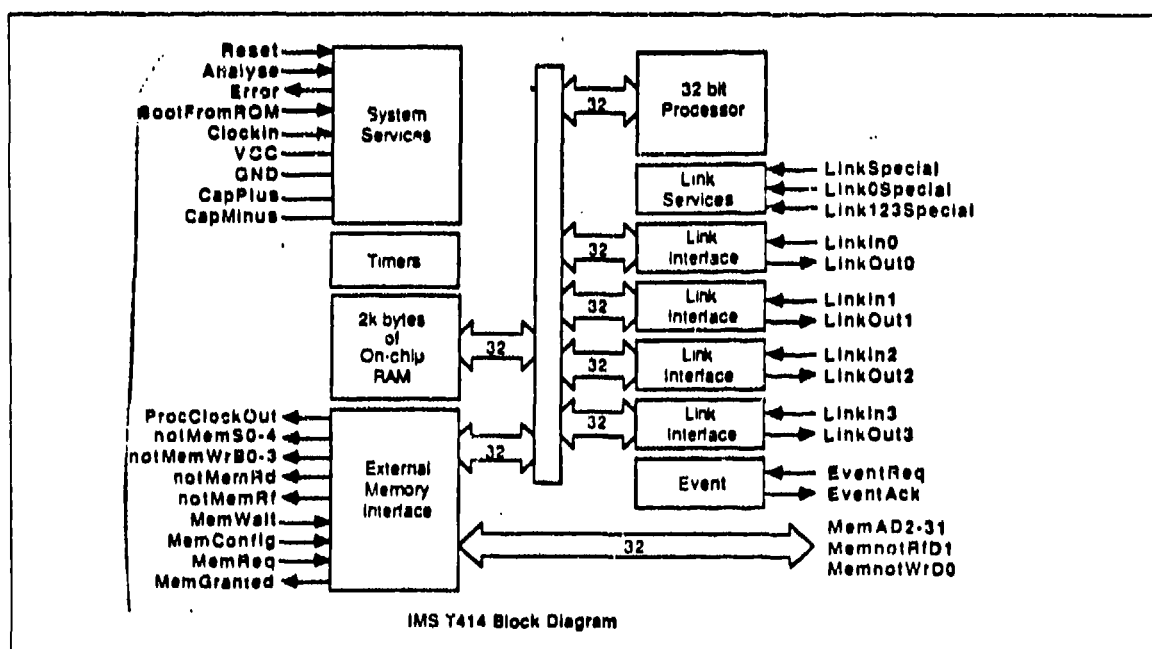 Reset
Analyse
Error
BootFromROM
ClockIn
VCC
GND
CapPlus
CapMinus
System
Services
Timers
2k bytes
of
On-chip
RAM
32
ProcClockOut
notMemS0-4
notMemWrB0-3
notMemRd
notMemRf
MemWait
MemConfig
MemReq
MemGranted
External
Memory
Interface
32
32
32 bit
Processor
32
Link
Services
LinkSpecial
Link0Special
Link123Special
32
Link
Interface
LinkIn0
LinkOut0
32
Link
Interface
LinkIn1
LinkOut1
32
Link
Interface
LinkIn2
LinkOut2
32
Link
Interface
LinkIn3
LinkOut3
Event
EventReq
EventAck
MemAD2-31
MemnotRfD1
MemnotWrD0
IMS T414 Block Diagram